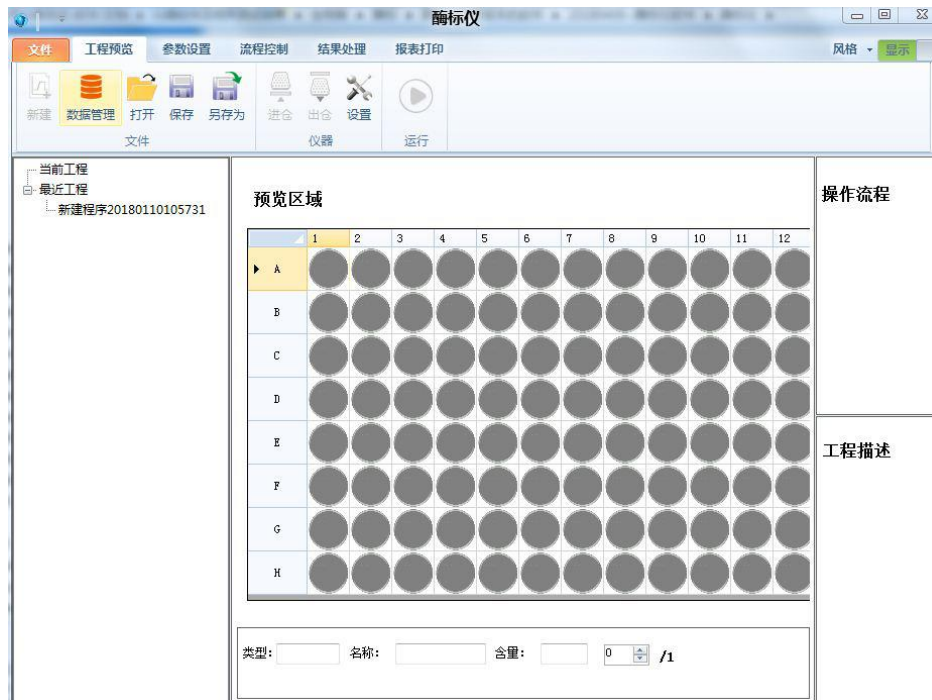 酶标仪
文件 工程预览 参数设置 流程控制 结果处理 报表打印 风格 显示
新建 数据管理 打开 保存 另存为 进仓 出仓 设置 运行
文件 仪器
当前工程
最近工程
新建程序20180110105731
预览区域
1 2 3 4 5 6 7 8 9 10 11 12
A
B
C
D
E
F
G
H
类型: 名称: 含量: 0 /1
操作流程
工程描述